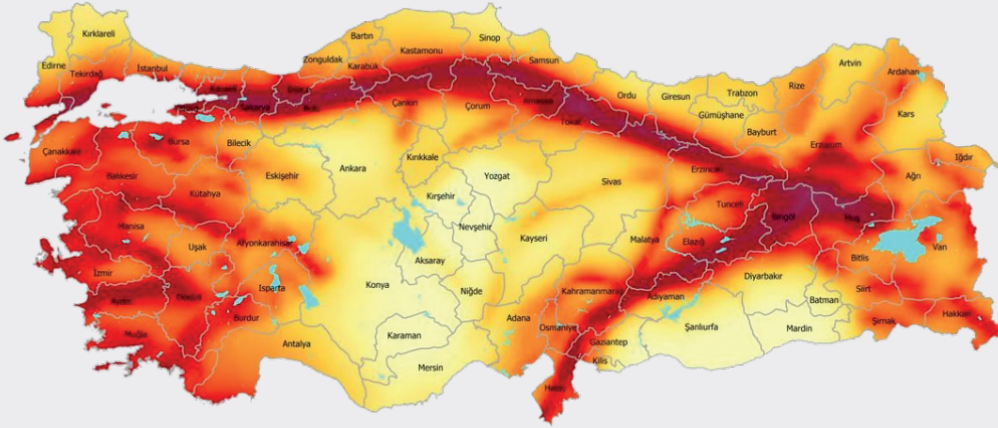 Kırklareli
Edirne
Tekirdağ
İstanbul
Kocaeli
Sakarya
Düzce
Bolu
Zonguldak
Bartın
Karabük
Kastamonu
Sinop
Samsun
Çankırı
Çorum
Amasya
Tokat
Ordu
Giresun
Trabzon
Gümüşhane
Bayburt
Rize
Artvin
Ardahan
Kars
Iğdır
Erzurum
Ağrı
Erzincan
Çanakkale
Bursa
Bilecik
Balıkesir
Kütahya
Eskişehir
Ankara
Kırıkkale
Kırşehir
Yozgat
Sivas
Tunceli
Bingöl
Muş
Manisa
Uşak
Afyonkarahisar
Nevşehir
Kayseri
Malatya
Elazığ
Bitlis
Van
İzmir
Aydın
Denizli
Isparta
Burdur
Konya
Aksaray
Niğde
Kahramanmaraş
Adıyaman
Diyarbakır
Batman
Siirt
Şırnak
Hakkari
Muğla
Antalya
Karaman
Mersin
Adana
Osmaniye
Gaziantep
Kilis
Hatay
Şanlıurfa
Mardin